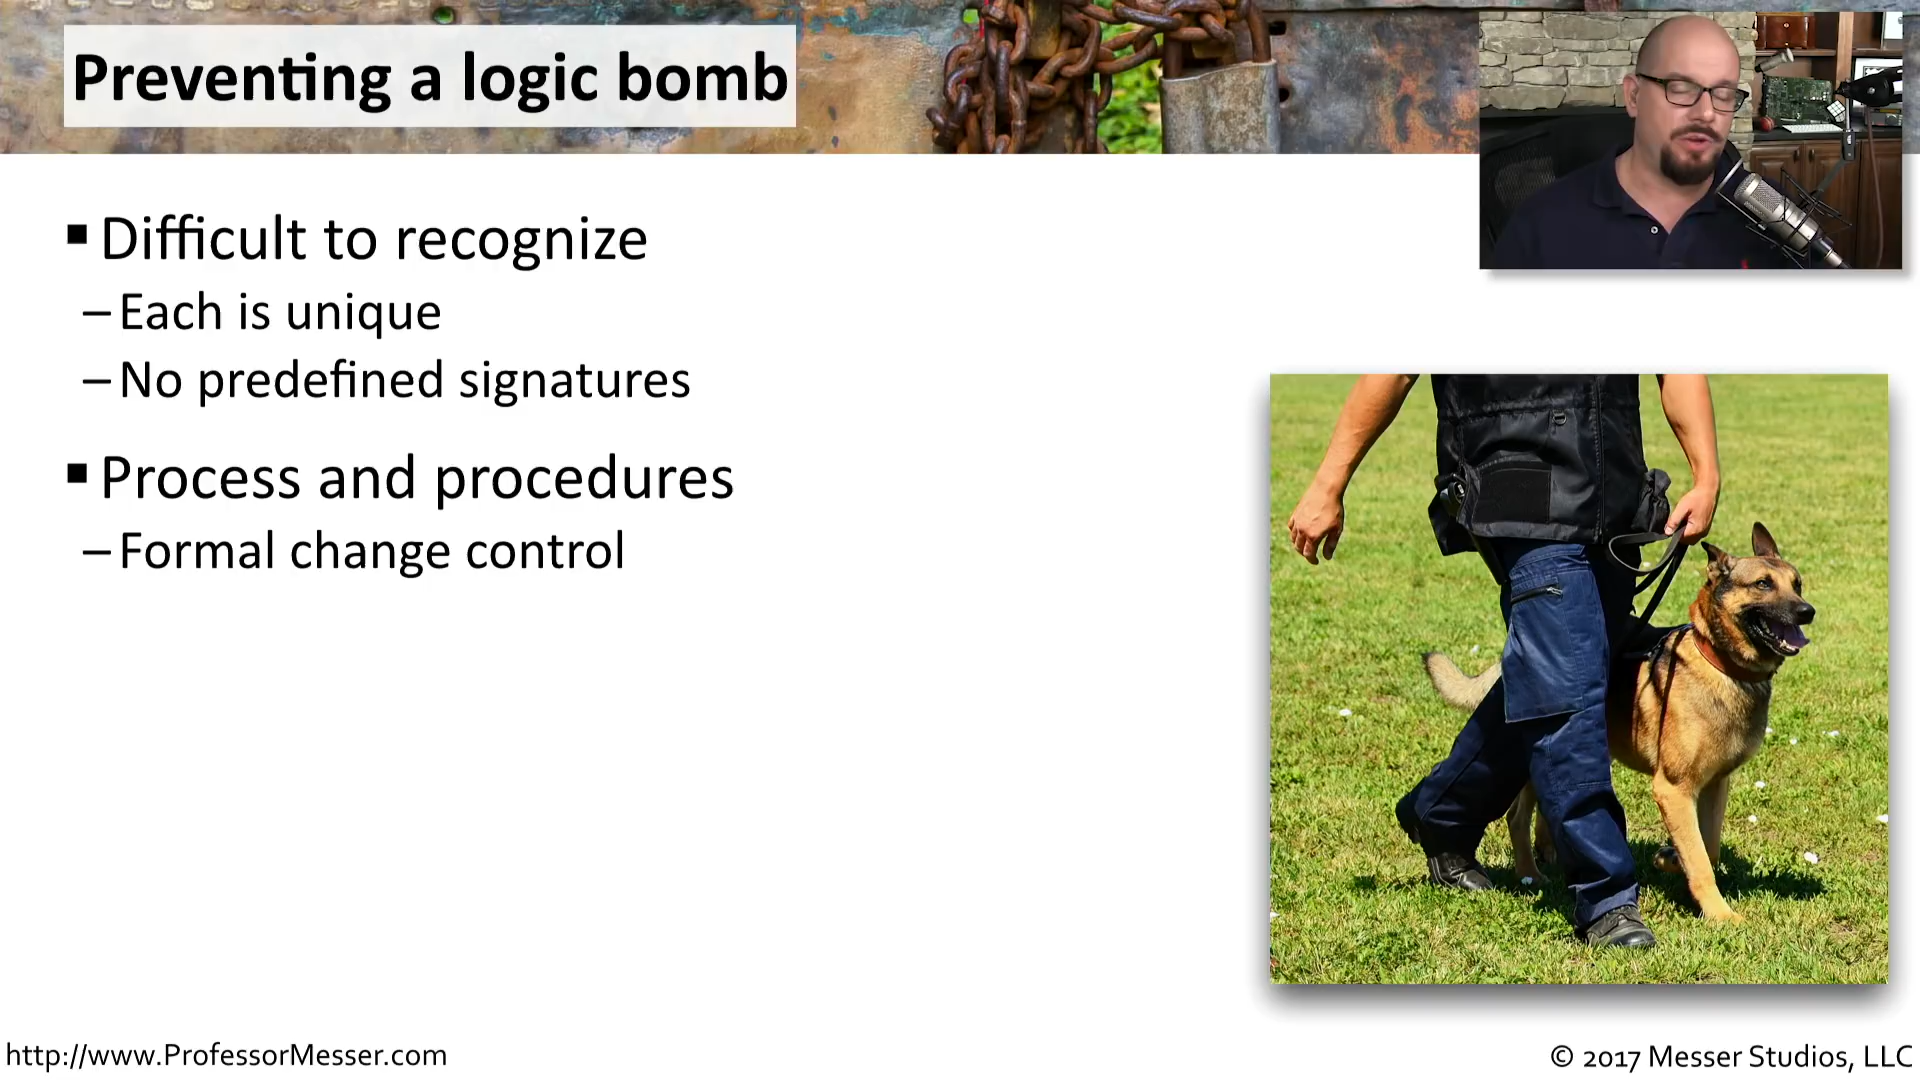 Preventing a logic bomb
▪ Difficult to recognize
– Each is unique
– No predefined signatures
▪ Process and procedures
– Formal change control
http://www.ProfessorMesser.com
© 2017 Messer Studios, LLC